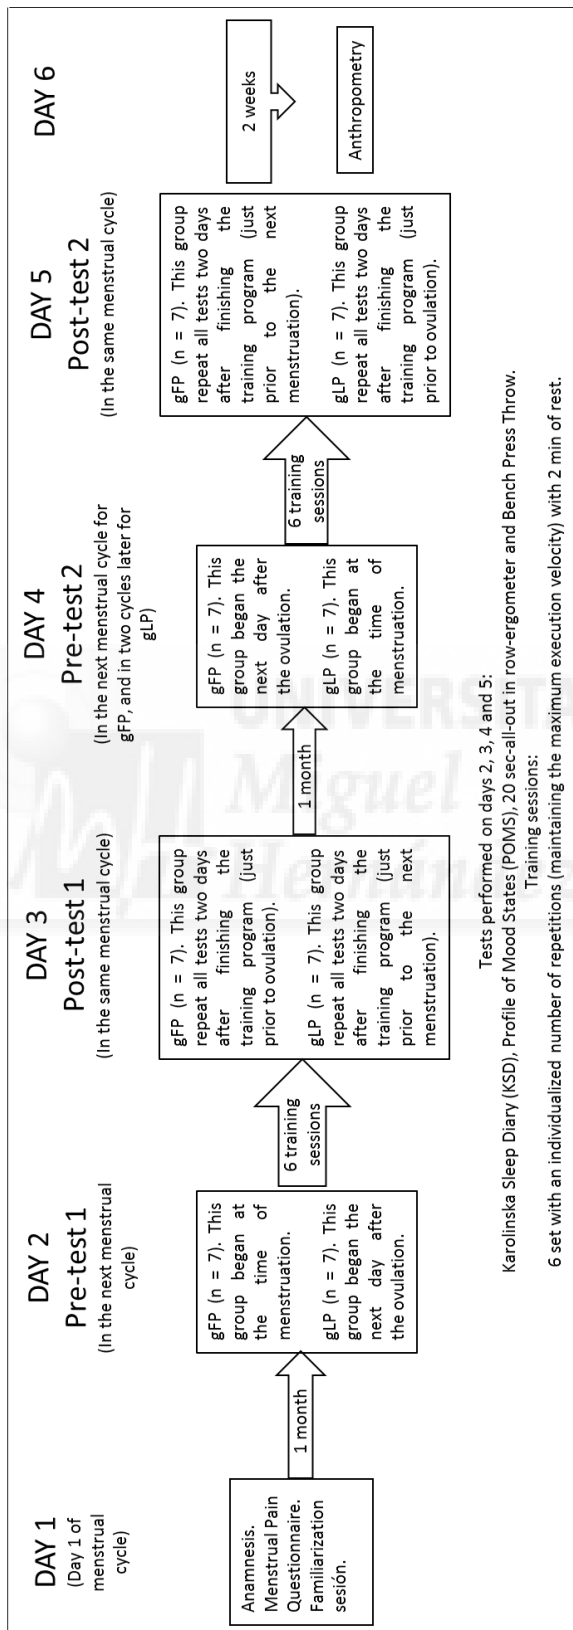 DAY 1
(Day 1 of
menstrual
cycle)
Anamnesis.
Menstrual Pain
Questionnaire.
Familiarization
sesión.
1 month
DAY 2
Pre-test 1
(In the next menstrual
cycle)
gFP (n = 7). This
group began at
the time of
menstruation.
gLP (n = 7). This
group began the
next day after
the ovulation.
6 training
sessions
DAY 3
Post-test 1
(In the same menstrual cycle)
gFP (n = 7). This group
repeat all tests two days
after finishing the
training program (just
prior to ovulation).
gLP (n = 7). This group
repeat all tests two days
after finishing the
training program (just
prior to the next
menstruation).
1 month
DAY 4
Pre-test 2
(In the next menstrual cycle for
gFP, and in two cycles later for
gLP)
gFP (n = 7). This
group began the
next day after
the ovulation.
gLP (n = 7). This
group began at
the time of
menstruation.
6 training
sessions
DAY 5
Post-test 2
(In the same menstrual cycle)
gFP (n = 7). This group
repeat all tests two days
after finishing the
training program (just
prior to the next
menstruation).
gLP (n = 7). This group
repeat all tests two days
after finishing the
training program (just
prior to ovulation).
DAY 6
2 weeks
Anthropometry
Tests performed on days 2, 3, 4 and 5:
Karolinska Sleep Diary (KSD), Profile of Mood States (POMS), 20 sec-all-out in row-ergometer and Bench Press Throw.
Training sessions:
6 set with an individualized number of repetitions (maintaining the maximum execution velocity) with 2 min of rest.
UNIVERSITA
Miguel
Hernández